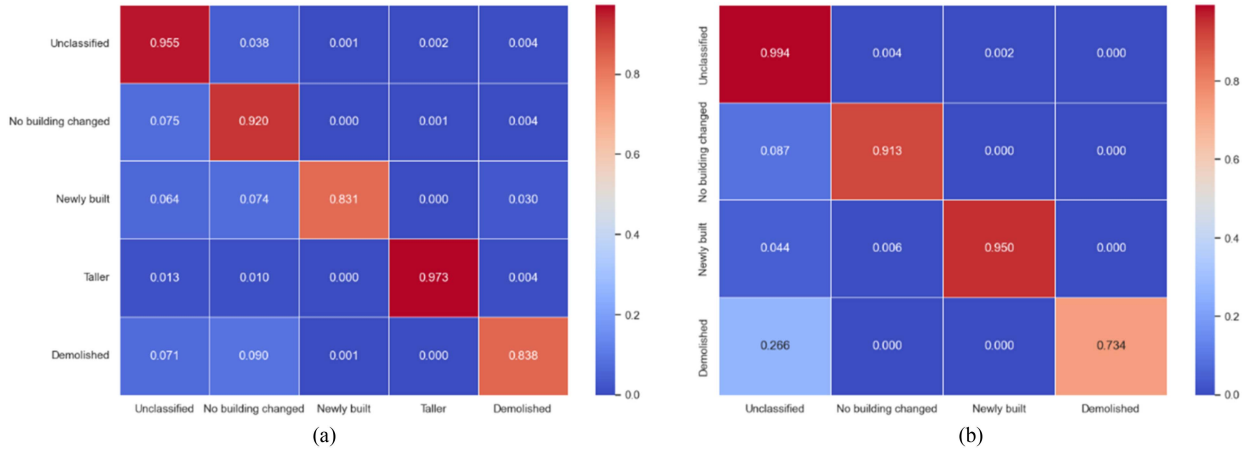 Unclassified 0.955 0.038 0.001 0.002 0.004
No building changed 0.075 0.920 0.000 0.001 0.004
Newly built 0.064 0.074 0.831 0.000 0.030
Taller 0.013 0.010 0.000 0.973 0.004
Demolished 0.071 0.090 0.001 0.000 0.838
Unclassified No building changed Newly built Taller Demolished
0.8
0.6
0.4
0.2
0.0
(a)
Unclassified 0.994 0.004 0.002 0.000
No building changed 0.087 0.913 0.000 0.000
Newly built 0.044 0.006 0.950 0.000
Demolished 0.266 0.000 0.000 0.734
Unclassified No building changed Newly built Demolished
0.8
0.6
0.4
0.2
0.0
(b)